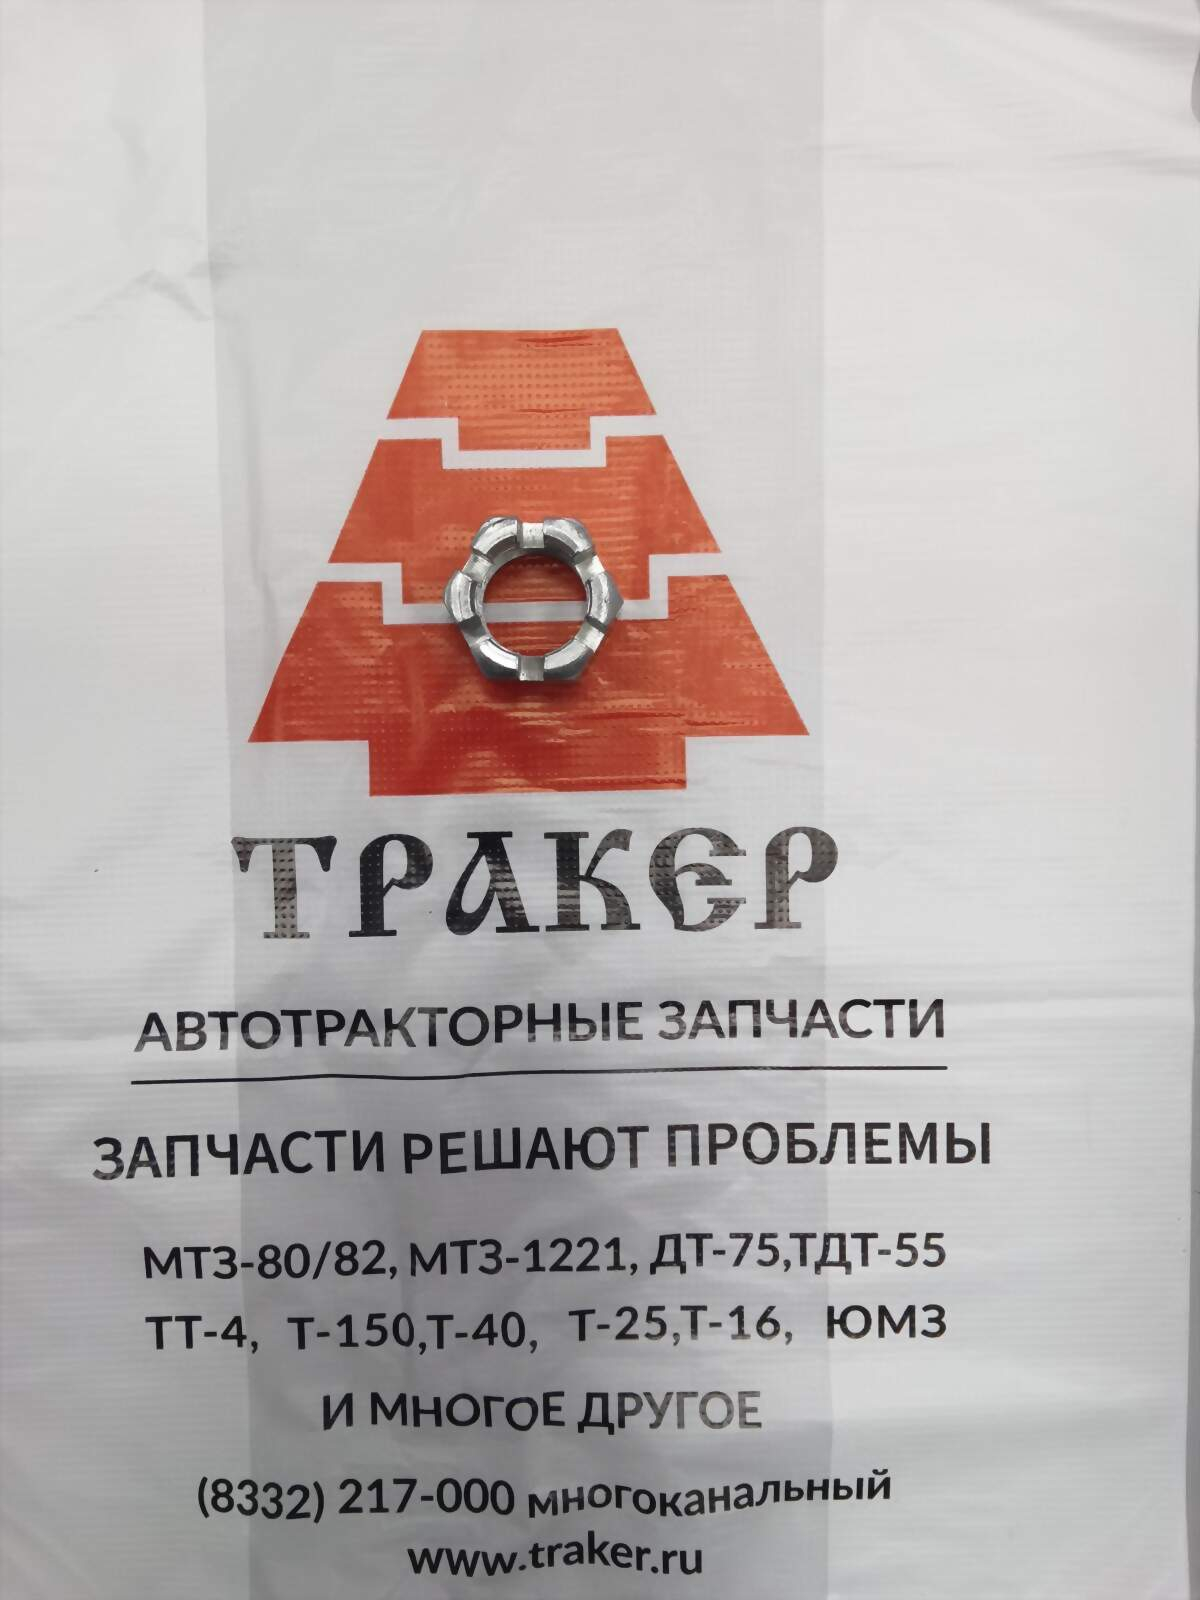 ТРАКЕР
АВТОТРАКТОРНЫЕ ЗАПЧАСТИ
ЗАПЧАСТИ РЕШАЮТ ПРОБЛЕМЫ
МТЗ-80/82, МТЗ-1221, ДТ-75,ТДТ-55
ТТ-4, Т-150,Т-40, Т-25,Т-16, ЮМЗ
И МНОГОЕ ДРУГОЕ
(8332) 217-000 многоканальный
www.traker.ru